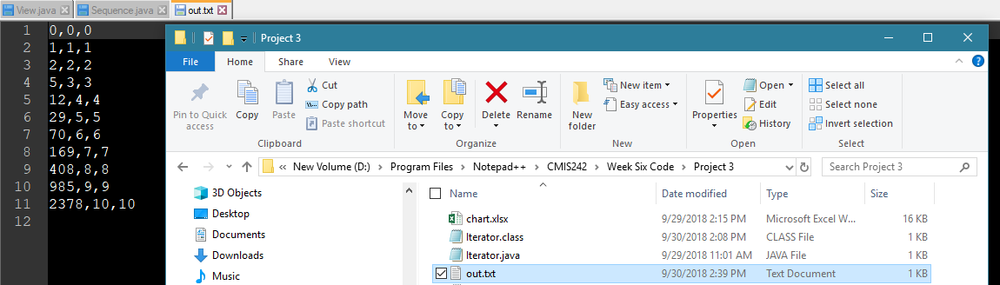 View.java Sequence.java out.txt
1 0,0,0
2 1,1,1
3 2,2,2
4 5,3,3
5 12,4,4
6 29,5,5
7 70,6,6
8 169,7,7
9 408,8,8
10 985,9,9
11 2378,10,10
12
Project 3
File Home Share View
Pin to Quick access
Copy
Paste
Cut
Copy path
Paste shortcut
Clipboard
Move to
Copy to
Delete
Rename
Organize
New folder
New item
Easy access
New
Properties
Open
Edit
History
Open
Select all
Select none
Invert selection
Select
« New Volume (D:) > Program Files > Notepad++ > CMIS242 > Week Six Code > Project 3
Search Project 3
3D Objects
Desktop
Documents
Downloads
Music
Name Date modified Type Size
chart.xlsx 9/29/2018 2:15 PM Microsoft Excel W... 16 KB
Iterator.class 9/30/2018 2:08 PM CLASS File 1 KB
Iterator.java 9/29/2018 11:01 AM JAVA File 1 KB
out.txt 9/30/2018 2:39 PM Text Document 1 KB